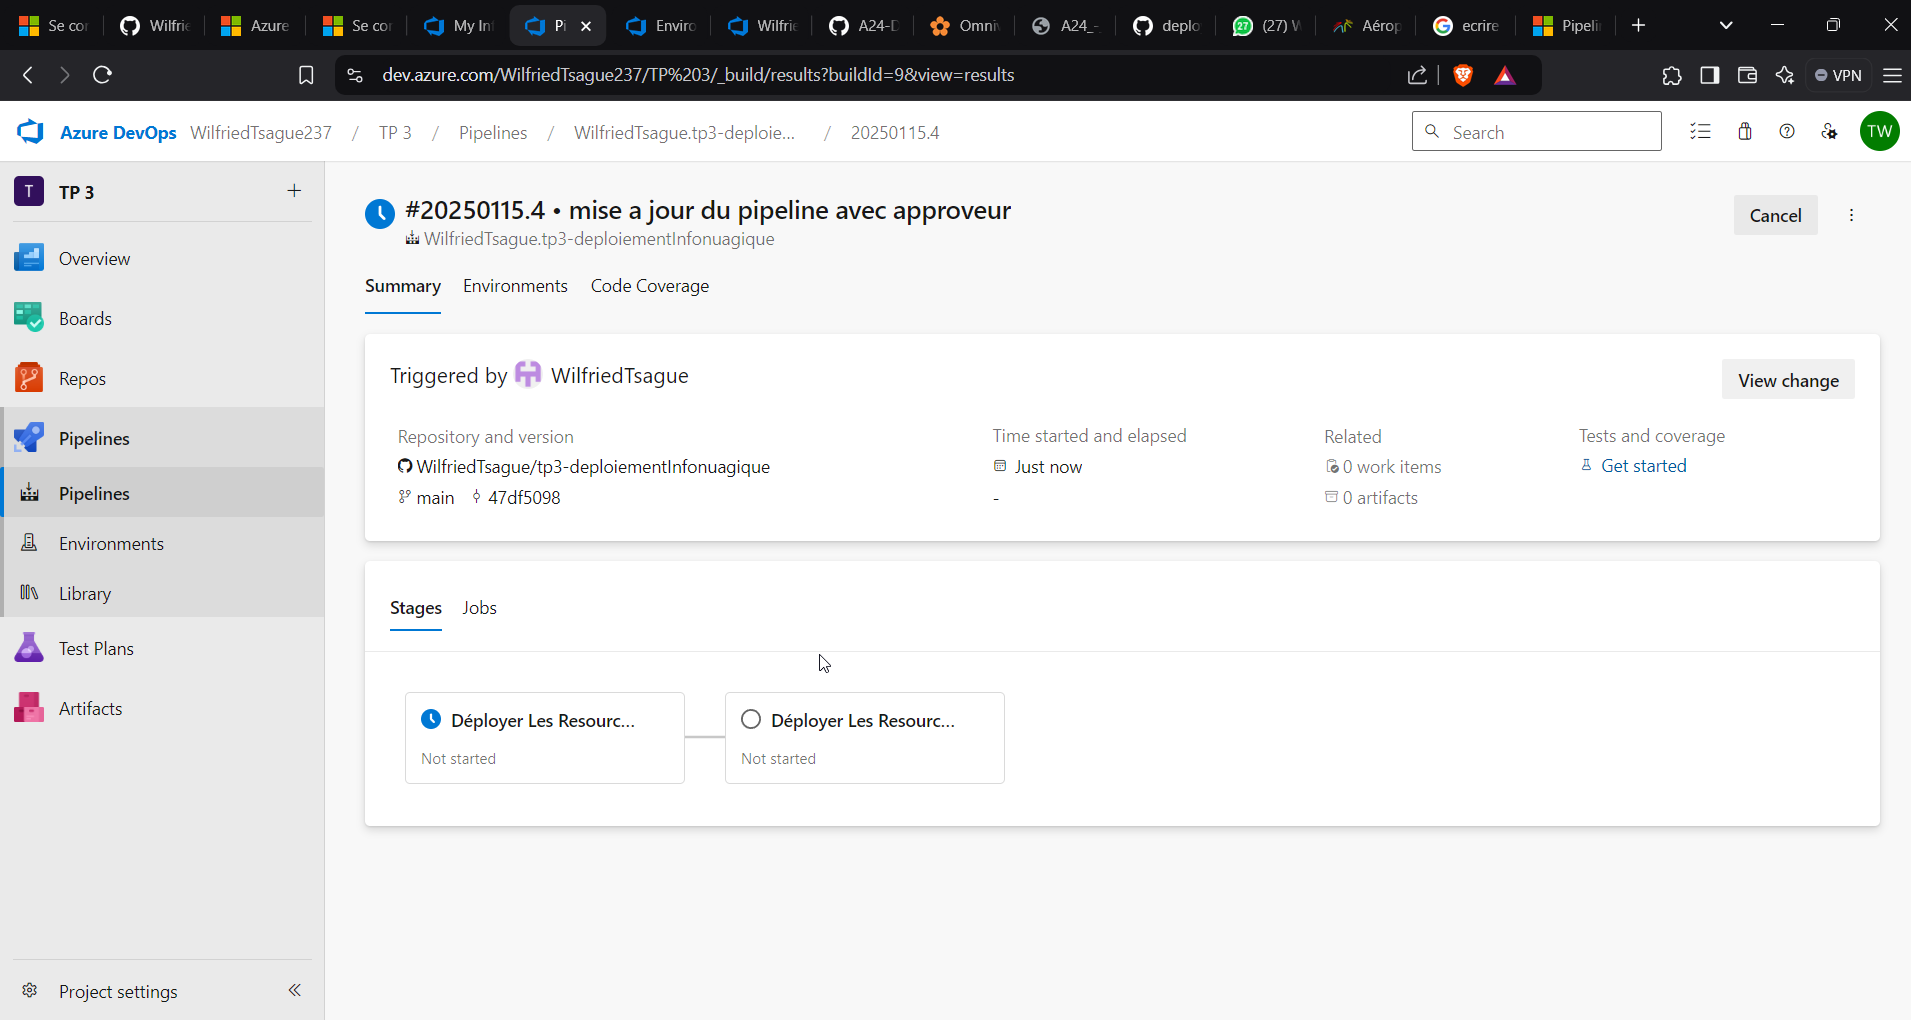 Se cor
Wilfrie
Azure
Se cor
My Inf
Pi
Enviro
Wilfrie
A24-D
Omniv
A24_-
deplo
27
(27) W
Aérop
ecrire
Pipelin
dev.azure.com/WilfriedTsague237/TP%203/_build/results?buildId=9&view=results
VPN
Azure DevOps WilfriedTsague237 / TP 3 / Pipelines / WilfriedTsague.tp3-deploie... / 20250115.4
Search
TW
T TP 3
Overview
Boards
Repos
Pipelines
Pipelines
Environments
Library
Test Plans
Artifacts
Project settings
#20250115.4 • mise a jour du pipeline avec approveur
WilfriedTsague.tp3-deploiementInfonuagique
Cancel
Summary Environments Code Coverage
Triggered by WilfriedTsague
View change
Repository and version
WilfriedTsague/tp3-deploiementInfonuagique
main 47df5098
Time started and elapsed
Just now
-
Related
0 work items
0 artifacts
Tests and coverage
Get started
Stages Jobs
Déployer Les Resourc...
Not started
Déployer Les Resourc...
Not started